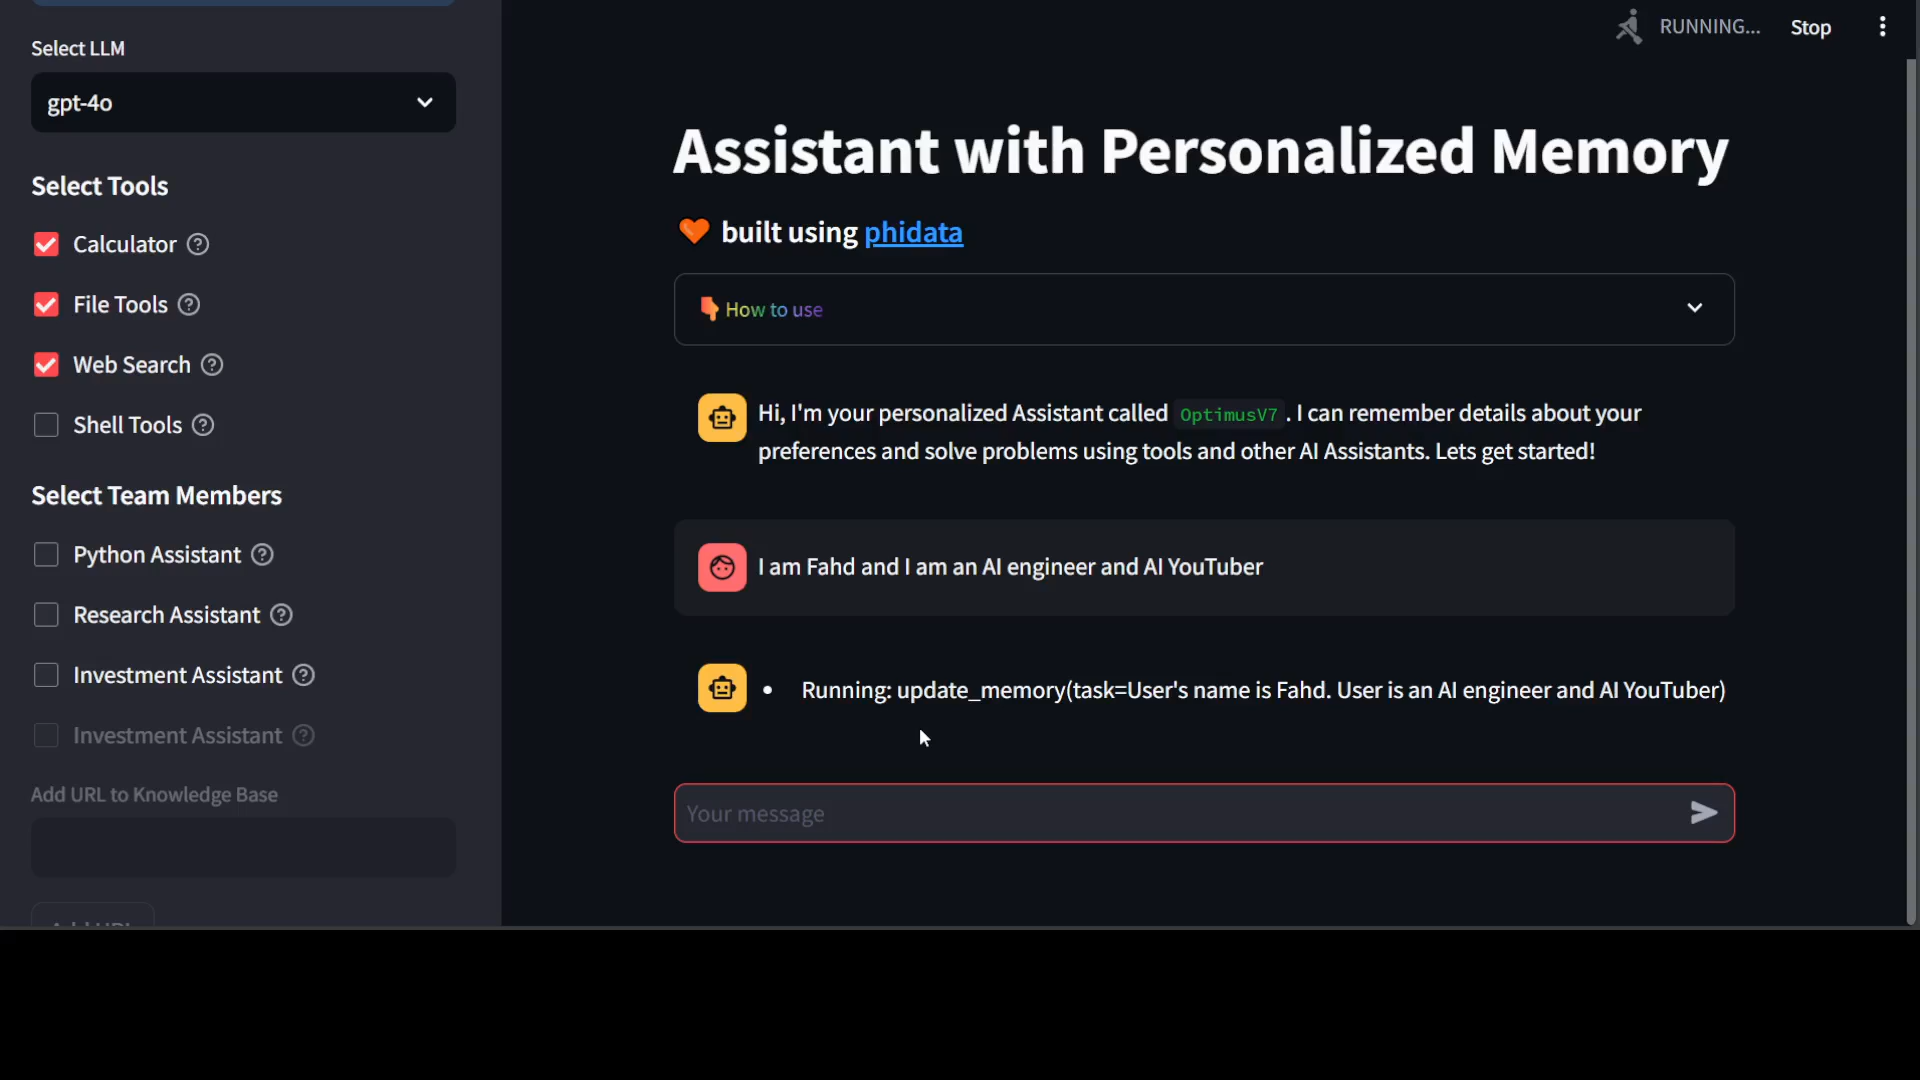 Select LLM
gpt-4o
Select Tools
Calculator
File Tools
Web Search
Shell Tools
Select Team Members
Python Assistant
Research Assistant
Investment Assistant
Investment Assistant
Add URL to Knowledge Base
Add URL
RUNNING...
Stop
Assistant with Personalized Memory
built using phidata
How to use
Hi, I'm your personalized Assistant called OptimusV7. I can remember details about your
preferences and solve problems using tools and other AI Assistants. Lets get started!
I am Fahd and I am an AI engineer and AI YouTuber
• Running: update_memory(task=User's name is Fahd. User is an AI engineer and AI YouTuber)
Your message